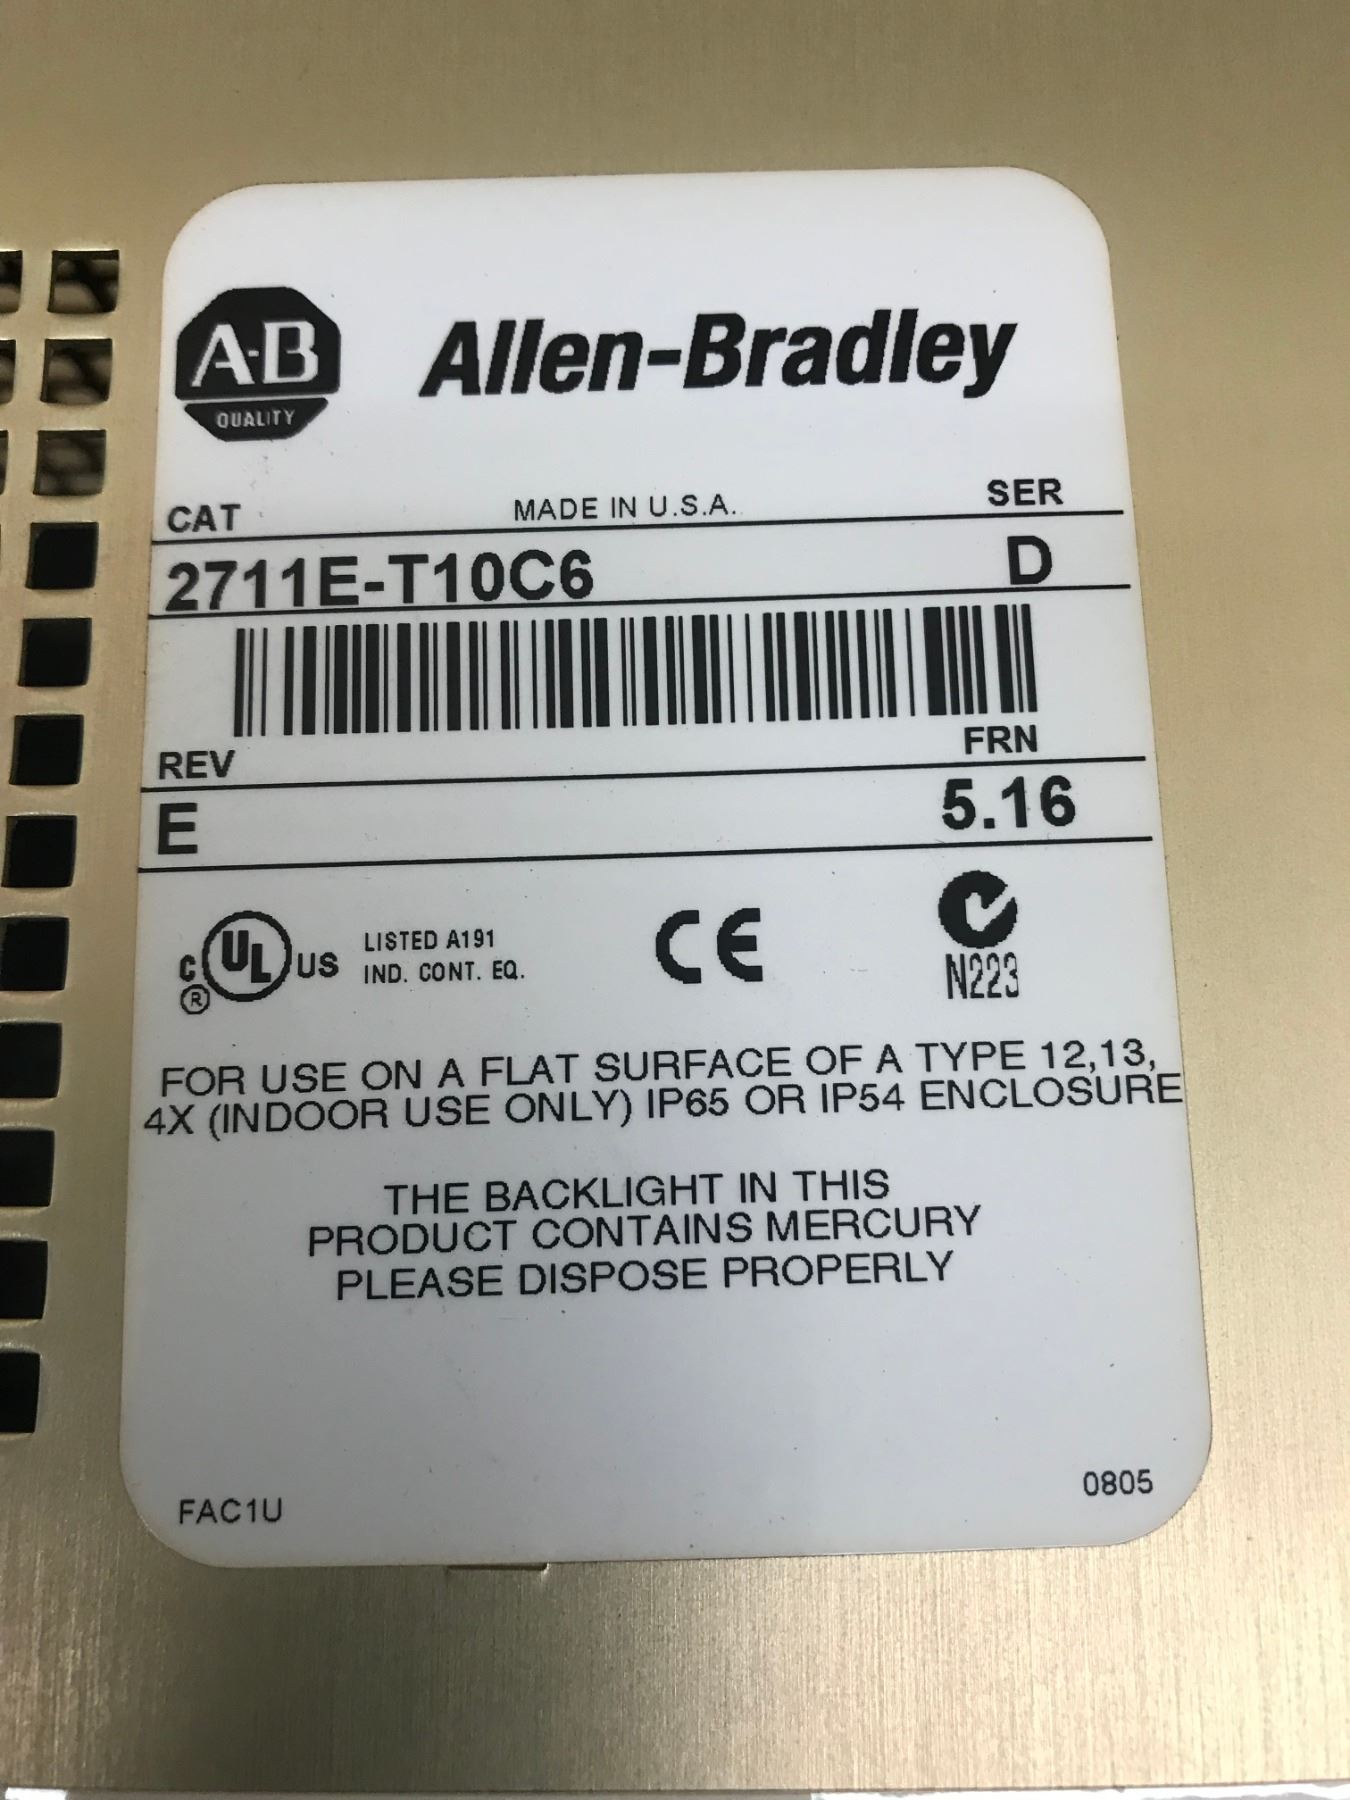 A-B Allen-Bradley
QUALITY
CAT MADE IN U.S.A. SER
2711E-T10C6 D
REV FRN
E 5.16
C UL US LISTED A191 CE
® IND. CONT. EQ. N223
FOR USE ON A FLAT SURFACE OF A TYPE 12,13,
4X (INDOOR USE ONLY) IP65 OR IP54 ENCLOSURE
THE BACKLIGHT IN THIS
PRODUCT CONTAINS MERCURY
PLEASE DISPOSE PROPERLY
FAC1U 0805